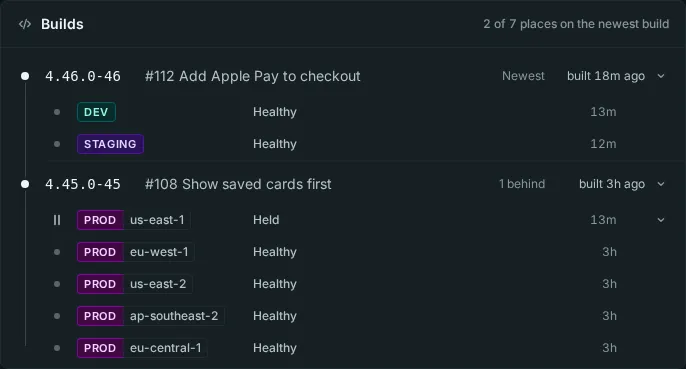 Builds 2 of 7 places on the newest build
4.46.0-46 #112 Add Apple Pay to checkout Newest built 18m ago
DEV Healthy 13m
STAGING Healthy 12m
4.45.0-45 #108 Show saved cards first 1 behind built 3h ago
PROD us-east-1 Held 13m
PROD eu-west-1 Healthy 3h
PROD us-east-2 Healthy 3h
PROD ap-southeast-2 Healthy 3h
PROD eu-central-1 Healthy 3h